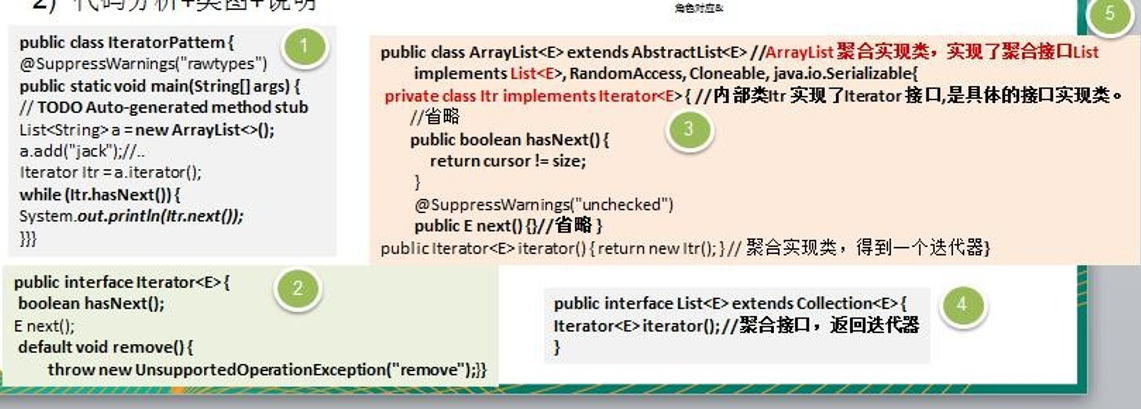 2) 代码分析+类图+说明
角色对应&
5
public class IteratorPattern {
@SuppressWarnings("rawtypes")
public static void main(String[] args) {
// TODO Auto-generated method stub
List<String> a = new ArrayList<>();
a.add("jack");//..
Iterator Itr = a.iterator();
while (Itr.hasNext()) {
System.out.println(Itr.next());
}}}
1
public interface Iterator<E> {
boolean hasNext();
E next();
default void remove() {
throw new UnsupportedOperationException("remove");}}
2
public class ArrayList<E> extends AbstractList<E> //ArrayList 聚合实现类，实现了聚合接口List
implements List<E>, RandomAccess, Cloneable, java.io.Serializable{
private class Itr implements Iterator<E> { //内部类Itr 实现了Iterator 接口,是具体的接口实现类。
//省略
public boolean hasNext() {
return cursor != size;
}
@SuppressWarnings("unchecked")
public E next() {}//省略 }
public Iterator<E> iterator() { return new Itr(); } // 聚合实现类，得到一个迭代器}
3
public interface List<E> extends Collection<E> {
Iterator<E> iterator(); //聚合接口，返回迭代器
}
4